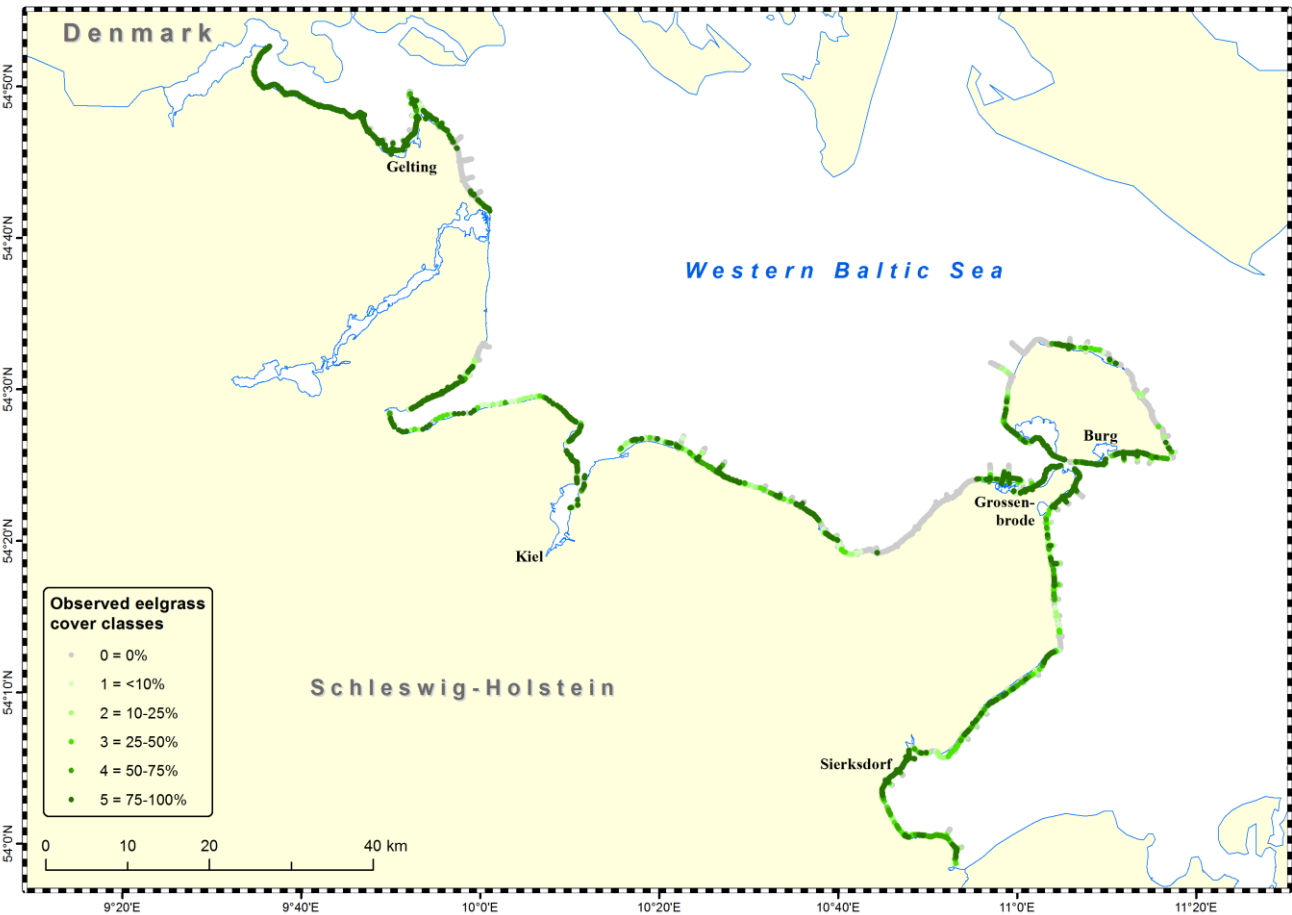 Denmark
Gelting
Western Baltic Sea
Burg
Grossen-
brode
Kiel
Schleswig-Holstein
Sierksdorf
Observed eelgrass
cover classes
0 = 0%
1 = <10%
2 = 10-25%
3 = 25-50%
4 = 50-75%
5 = 75-100%
0 10 20 40 km
54°50'N
54°40'N
54°30'N
54°20'N
54°10'N
54°0'N
9°20'E 9°40'E 10°0'E 10°20'E 10°40'E 11°0'E 11°20'E